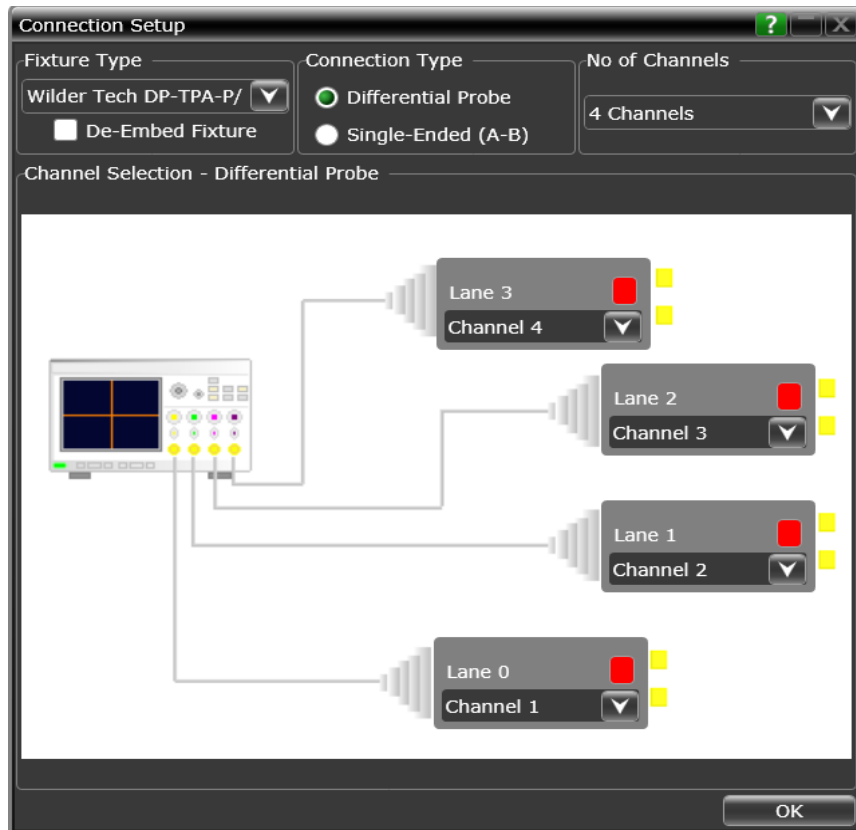 Connection Setup
?
X
Fixture Type
Connection Type
No of Channels
Wilder Tech DP-TPA-P/
Differential Probe
4 Channels
De-Embed Fixture
Single-Ended (A-B)
Channel Selection - Differential Probe
Lane 3
Channel 4
Lane 2
Channel 3
Lane 1
Channel 2
Lane 0
Channel 1
OK